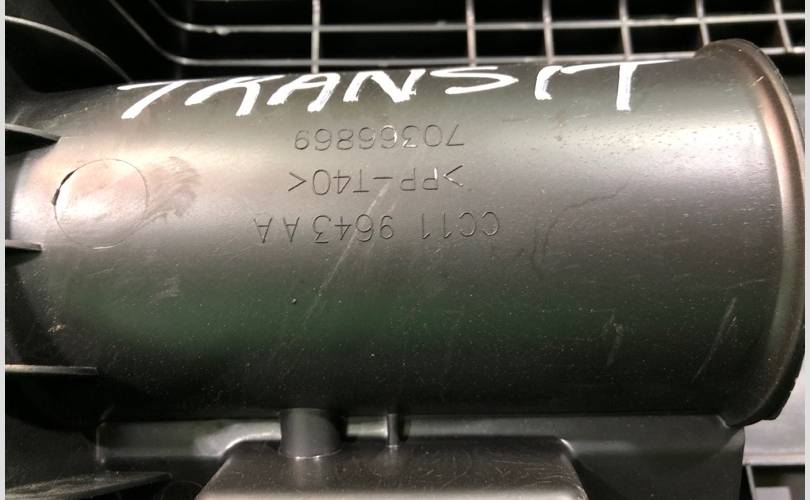 TRANSIT
CC11 9643 AA
>PP-T40<
70366869